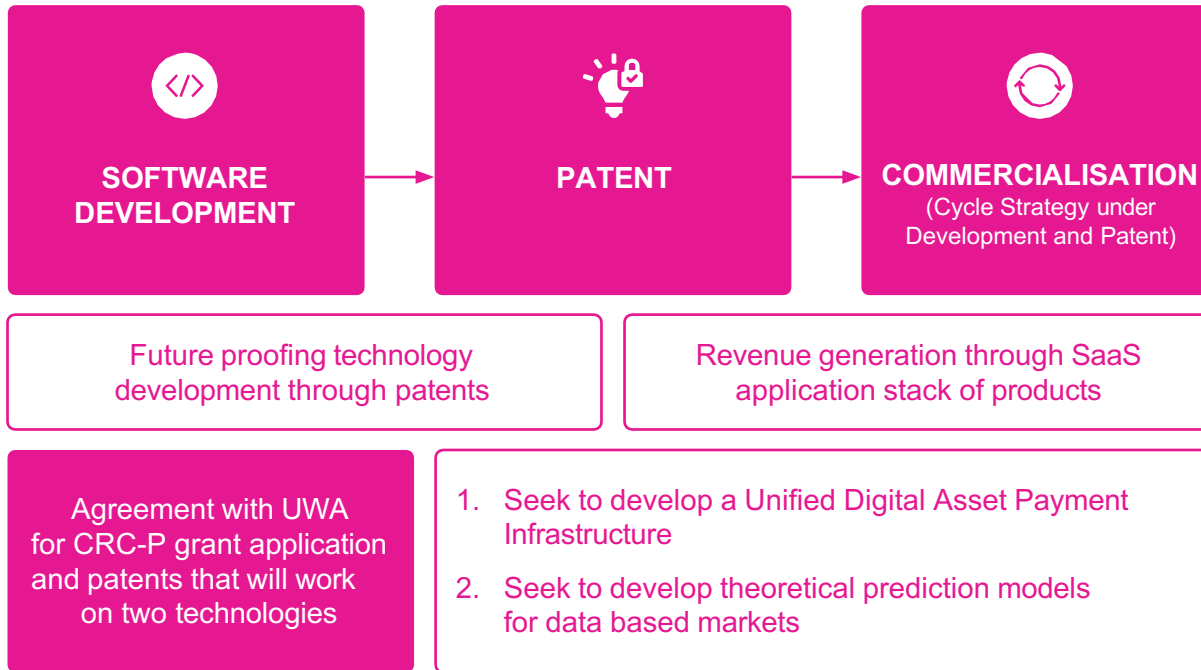 </>
SOFTWARE
DEVELOPMENT
PATENT
COMMERCIALISATION
(Cycle Strategy under
Development and Patent)
Future proofing technology
development through patents
Revenue generation through SaaS
application stack of products
Agreement with UWA
for CRC-P grant application
and patents that will work
on two technologies
1. Seek to develop a Unified Digital Asset Payment
Infrastructure
2. Seek to develop theoretical prediction models
for data based markets